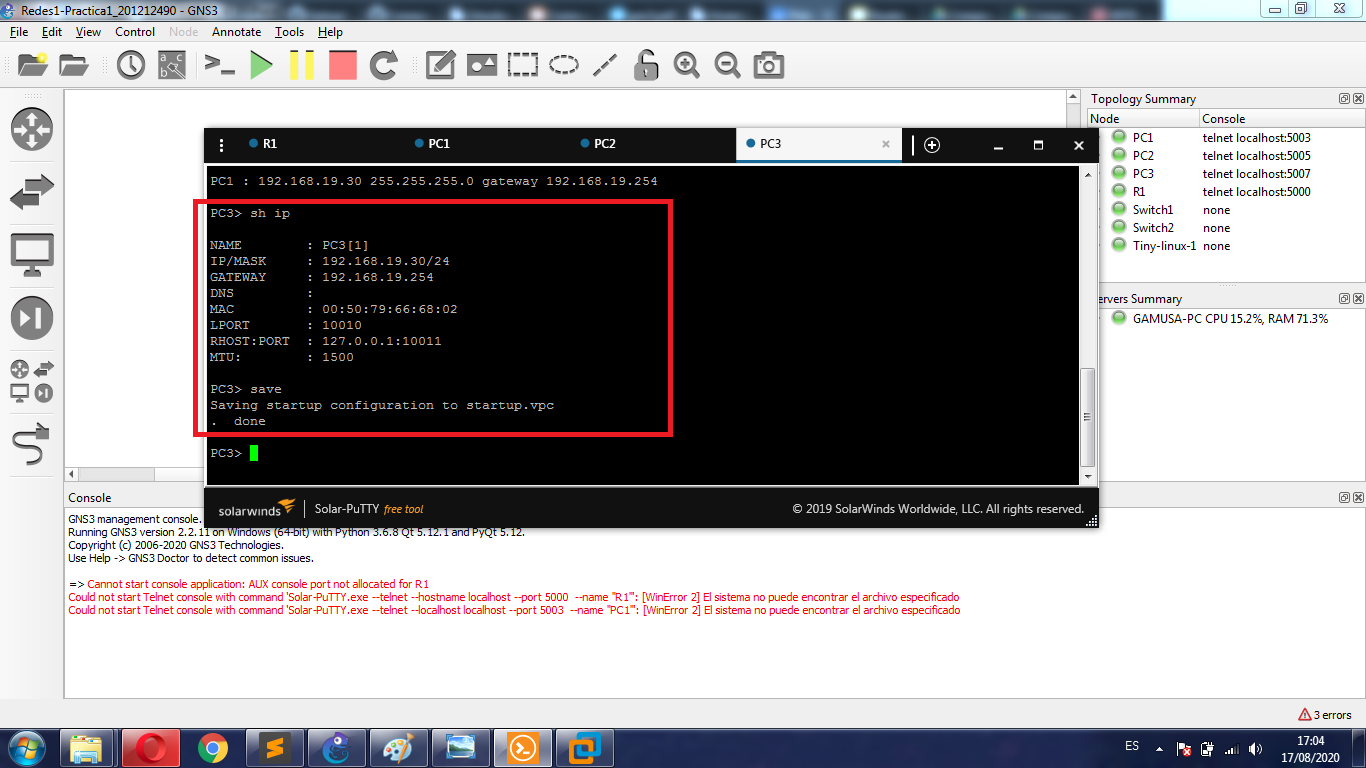 Redes1-Practica1_201212490 - GNS3
File Edit View Control Node Annotate Tools Help
Topology Summary
Node Console
PC1 telnet localhost:5003
PC2 telnet localhost:5005
PC3 telnet localhost:5007
R1 telnet localhost:5000
Switch1 none
Switch2 none
Tiny-linux-1 none
ervers Summary
GAMUSA-PC CPU 15.2%, RAM 71.3%
R1 PC1 PC2 PC3
PC1 : 192.168.19.30 255.255.255.0 gateway 192.168.19.254
PC3> sh ip
NAME : PC3[1]
IP/MASK : 192.168.19.30/24
GATEWAY : 192.168.19.254
DNS :
MAC : 00:50:79:66:68:02
LPORT : 10010
RHOST:PORT : 127.0.0.1:10011
MTU: : 1500
PC3> save
Saving startup configuration to startup.vpc
. done
PC3>
solarwinds Solar-PuTTY free tool © 2019 SolarWinds Worldwide, LLC. All rights reserved.
Console
GNS3 management console.
Running GNS3 version 2.2.11 on Windows (64-bit) with Python 3.6.8 Qt 5.12.1 and PyQt 5.12.
Copyright (c) 2006-2020 GNS3 Technologies.
Use Help -> GNS3 Doctor to detect common issues.
=> Cannot start console application: AUX console port not allocated for R1
Could not start Telnet console with command 'Solar-PuTTY.exe --telnet --hostname localhost --port 5000 --name "R1"': [WinError 2] El sistema no puede encontrar el archivo especificado
Could not start Telnet console with command 'Solar-PuTTY.exe --telnet --localhost localhost --port 5003 --name "PC1"': [WinError 2] El sistema no puede encontrar el archivo especificado
3 errors
ES
17:04
17/08/2020